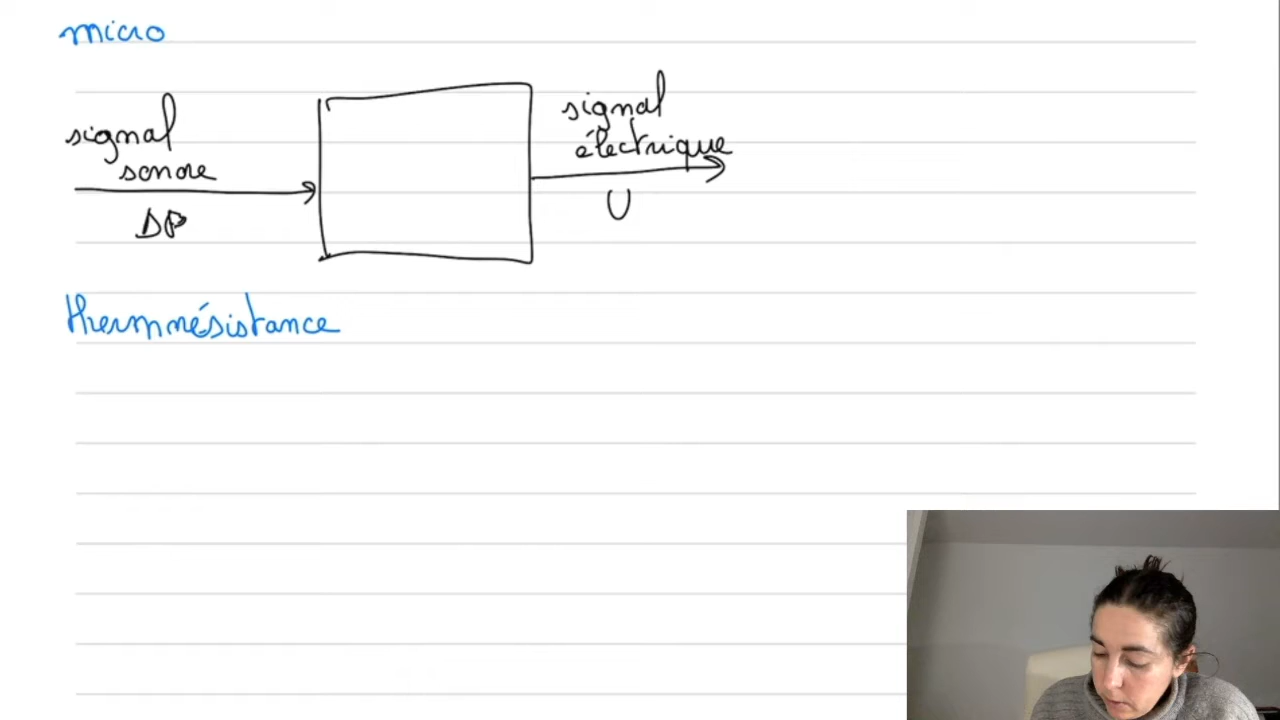 micro
signal
sonore
ΔP
signal
électrique
U
thermorésistance